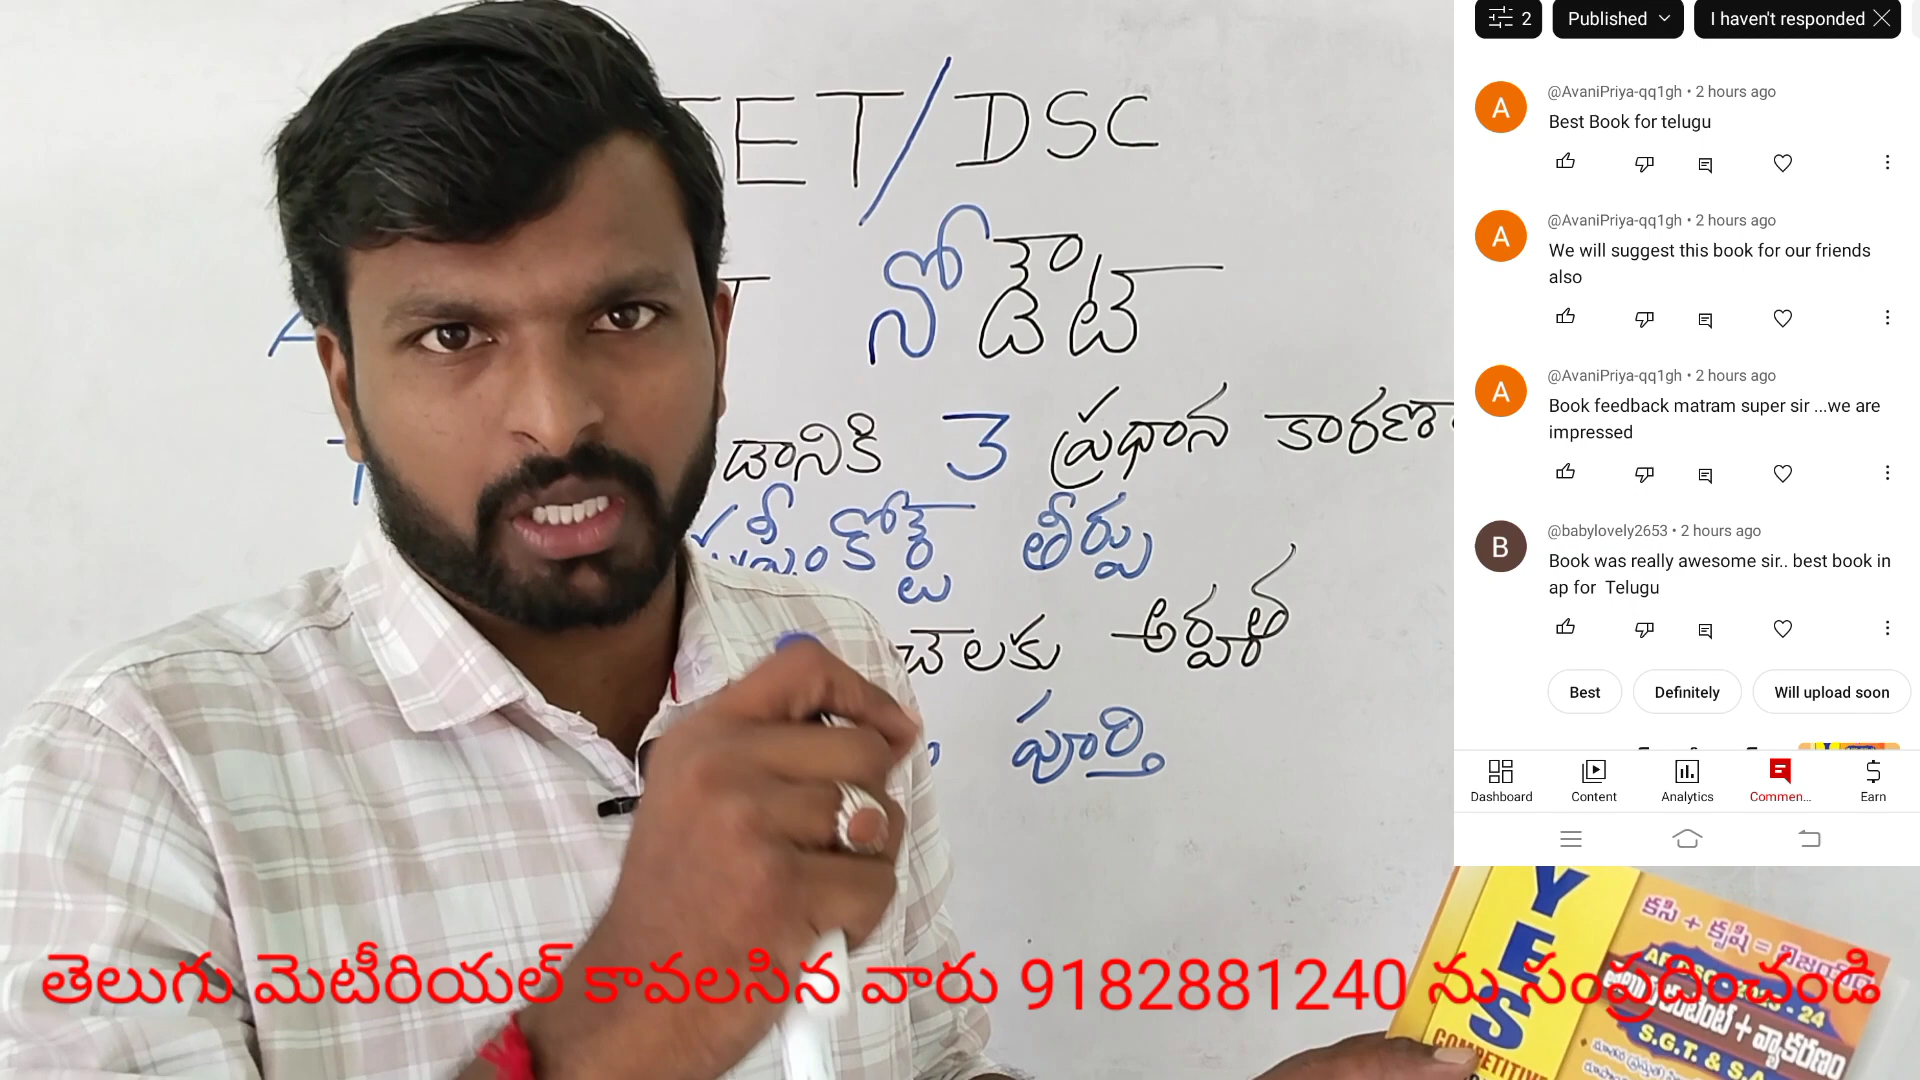 TET/DSC
నోడౌట్
డానికి 3 ప్రధాన
సుప్రీంకోర్టు తీర్పు
అర్హత
పూర్తి
2 Published I haven't responded
@AvaniPriya-qq1gh • 2 hours ago
Best Book for telugu
@AvaniPriya-qq1gh • 2 hours ago
We will suggest this book for our friends
also
@AvaniPriya-qq1gh • 2 hours ago
Book feedback matram super sir ...we are
impressed
@babylovely2653 • 2 hours ago
Book was really awesome sir.. best book in
ap for Telugu
Best Definitely Will upload soon
Dashboard Content Analytics Commen... Earn
YES
COMPETITIVE
కసి + కృషి = విజయం
- 24
+ వ్యాకరణం
S.G.T. & S.A
తెలుగు మెటీరియల్ కావలసిన వారు 9182881240 ను సంప్రదించండి